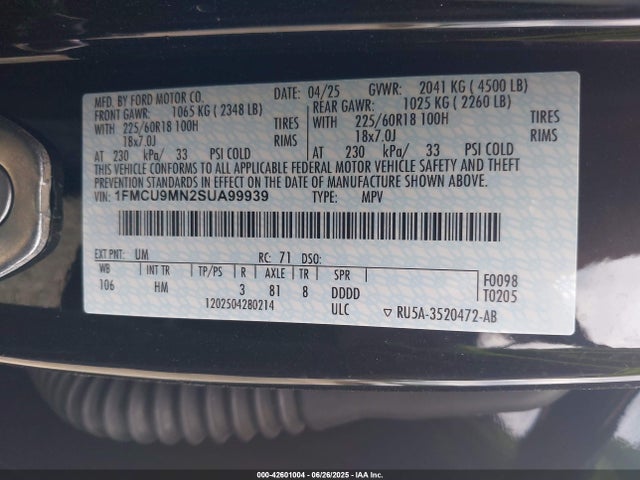 MFD. BY FORD MOTOR CO. DATE: 04/25 GVWR: 2041 KG ( 4500 LB)
FRONT GAWR: 1065 KG ( 2348 LB) REAR GAWR: 1025 KG ( 2260 LB)
WITH 225/60R18 100H TIRES WITH 225/60R18 100H TIRES
18x7.0J RIMS 18x7.0J RIMS
AT 230 kPa/ 33 PSI COLD AT 230 kPa/ 33 PSI COLD
THIS VEHICLE CONFORMS TO ALL APPLICABLE FEDERAL MOTOR VEHICLE SAFETY AND THEFT
PREVENTION STANDARDS IN EFFECT ON THE DATE OF MANUFACTURE SHOWN ABOVE.
VIN: 1FMCU9MN2SUA99939 TYPE: MPV
EXT PNT: UM RC: 71 DSO:
WB INT TR TP/PS R AXLE TR SPR F0098
106 HM 3 81 8 DDDD T0205
1202504280214 ULC ▽ RU5A-3520472-AB
000-42601004 | 06/26/2025 | IAA Inc.